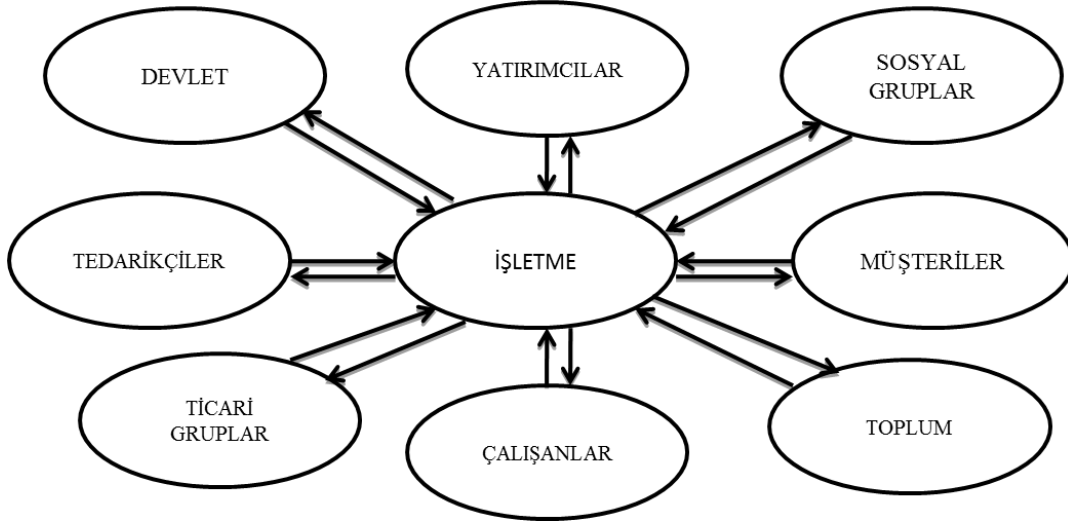 DEVLET
YATIRIMCILAR
SOSYAL
GRUPLAR
TEDARİKÇİLER
İŞLETME
MÜŞTERİLER
TİCARİ
GRUPLAR
ÇALIŞANLAR
TOPLUM